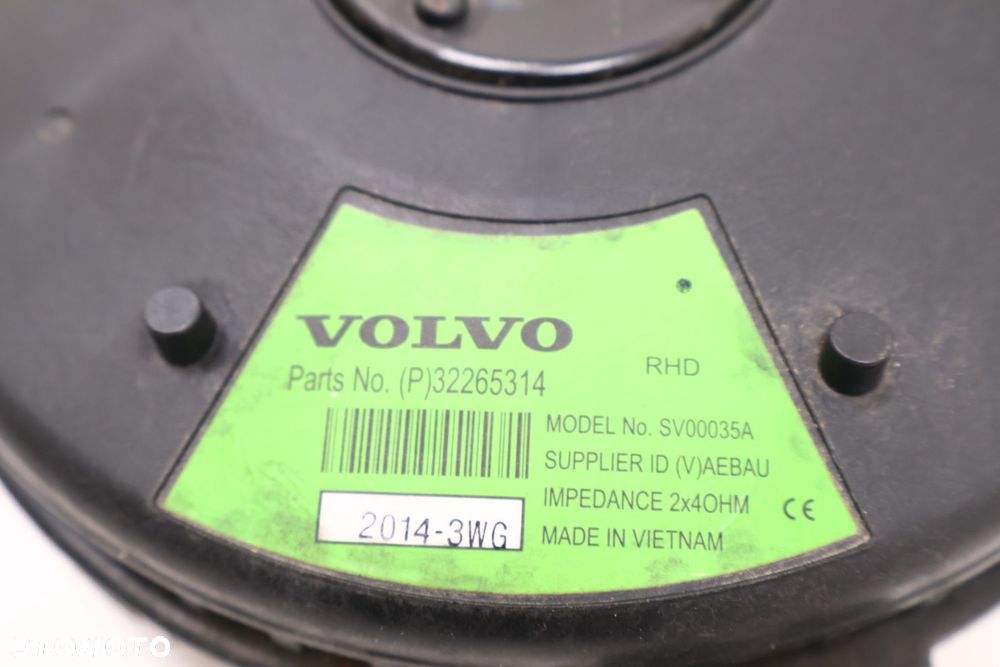 VOLVO
RHD
Parts No. (P)32265314
MODEL No. SV00035A
SUPPLIER ID (V)AEBAU
IMPEDANCE 2x4OHM CE
2014-3WG
MADE IN VIETNAM
OTOMOTO